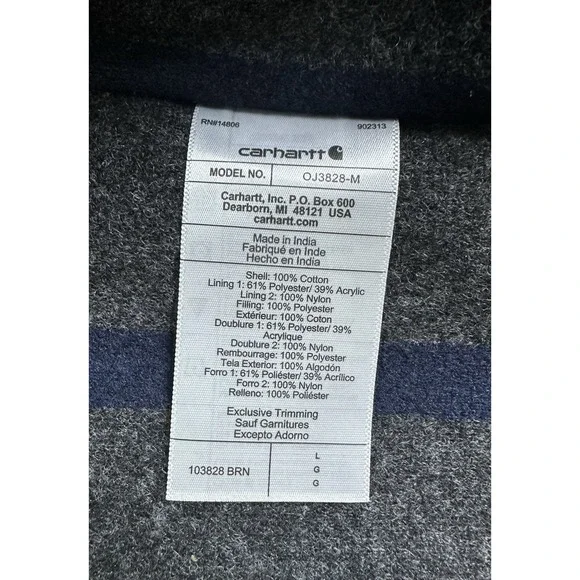 RN#14806 902313
carhartt
MODEL NO. OJ3828-M
Carhartt, Inc. P.O. Box 600
Dearborn, MI 48121 USA
carhartt.com
Made in India
Fabriqué en Inde
Hecho en India
Shell: 100% Cotton
Lining 1: 61% Polyester/ 39% Acrylic
Lining 2: 100% Nylon
Filling: 100% Polyester
Extérieur: 100% Coton
Doublure 1: 61% Polyester/ 39%
Acrylique
Doublure 2: 100% Nylon
Rembourrage: 100% Polyester
Tela Exterior: 100% Algodón
Forro 1: 61% Poliéster/ 39% Acrílico
Forro 2: 100% Nylon
Relleno: 100% Poliéster
Exclusive Trimming
Sauf Garnitures
Excepto Adorno
103828 BRN
L
G
G